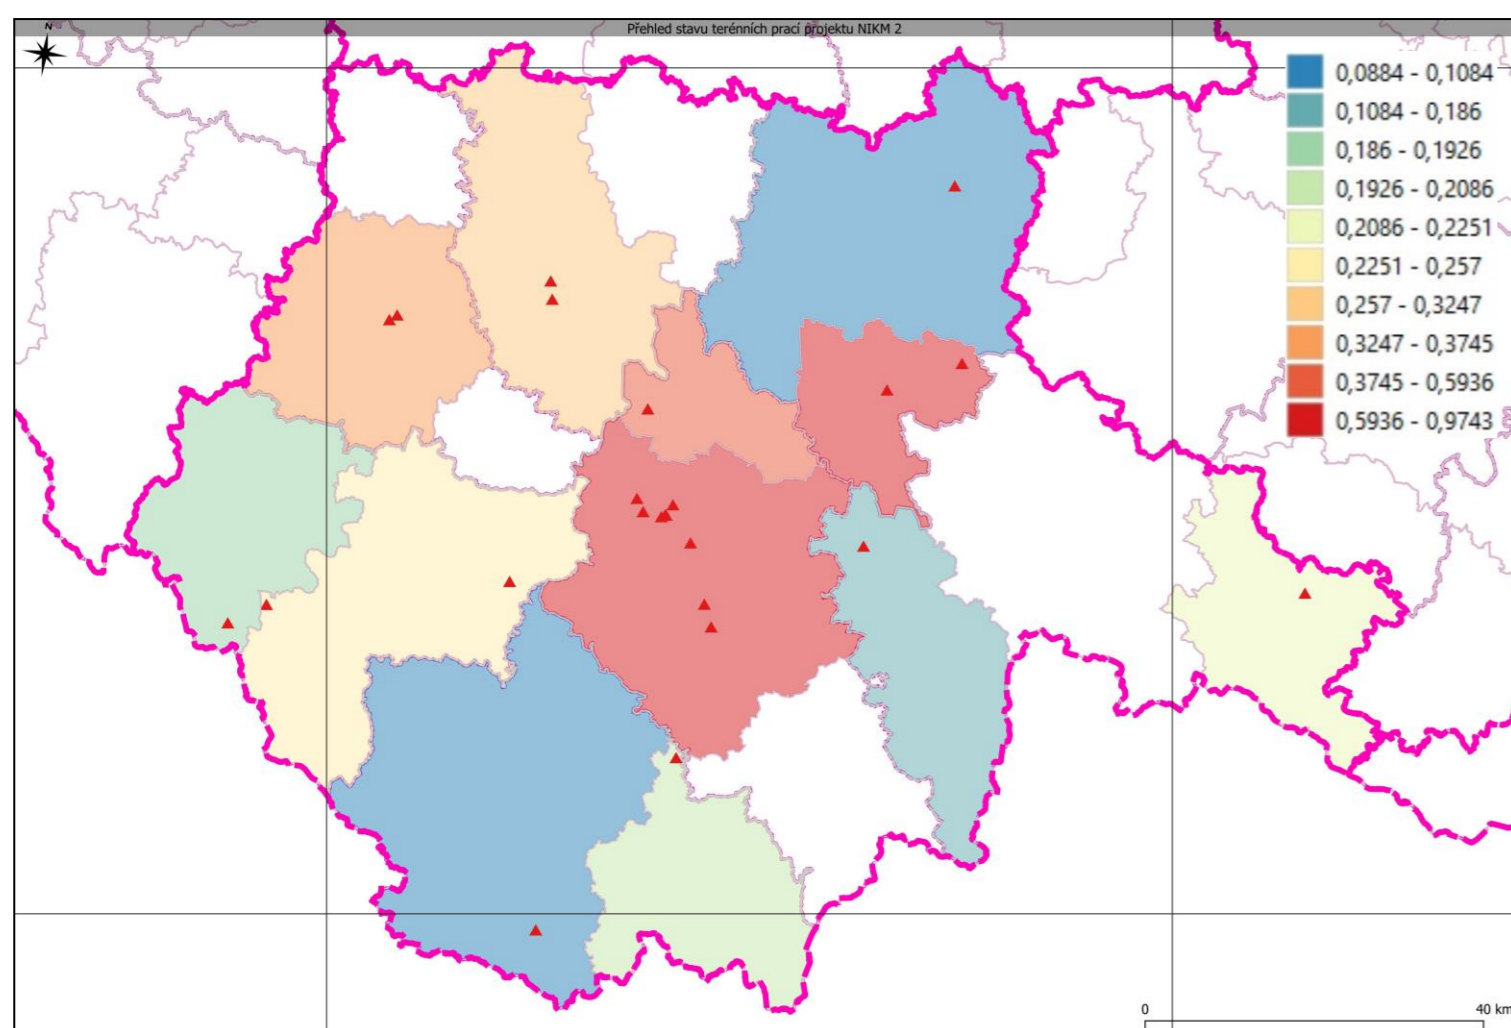 Přehled stavu terénních prací projektu NIKM 2
N
0,0884 - 0,1084
0,1084 - 0,186
0,186 - 0,1926
0,1926 - 0,2086
0,2086 - 0,2251
0,2251 - 0,257
0,257 - 0,3247
0,3247 - 0,3745
0,3745 - 0,5936
0,5936 - 0,9743
0 40 km